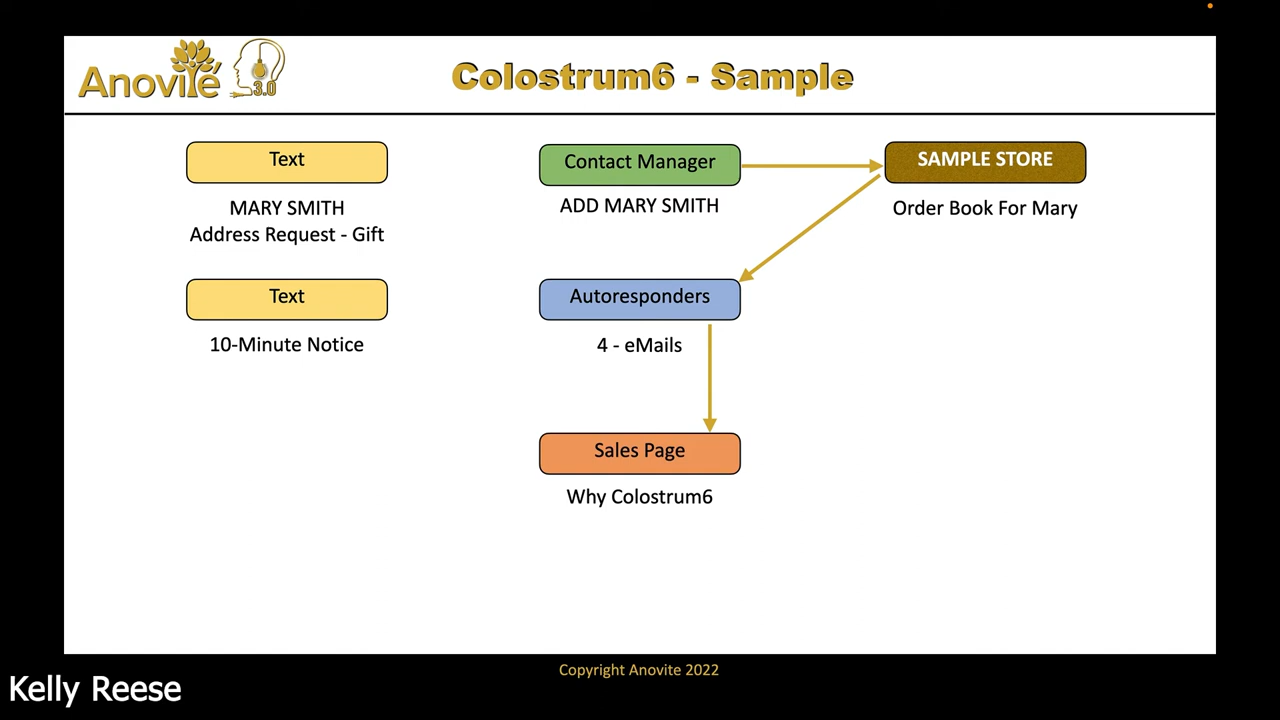 Anovite
3.0
Colostrum6 - Sample
Text
MARY SMITH
Address Request - Gift
Text
10-Minute Notice
Contact Manager
ADD MARY SMITH
Autoresponders
4 - eMails
Sales Page
Why Colostrum6
SAMPLE STORE
Order Book For Mary
Copyright Anovite 2022
Kelly Reese